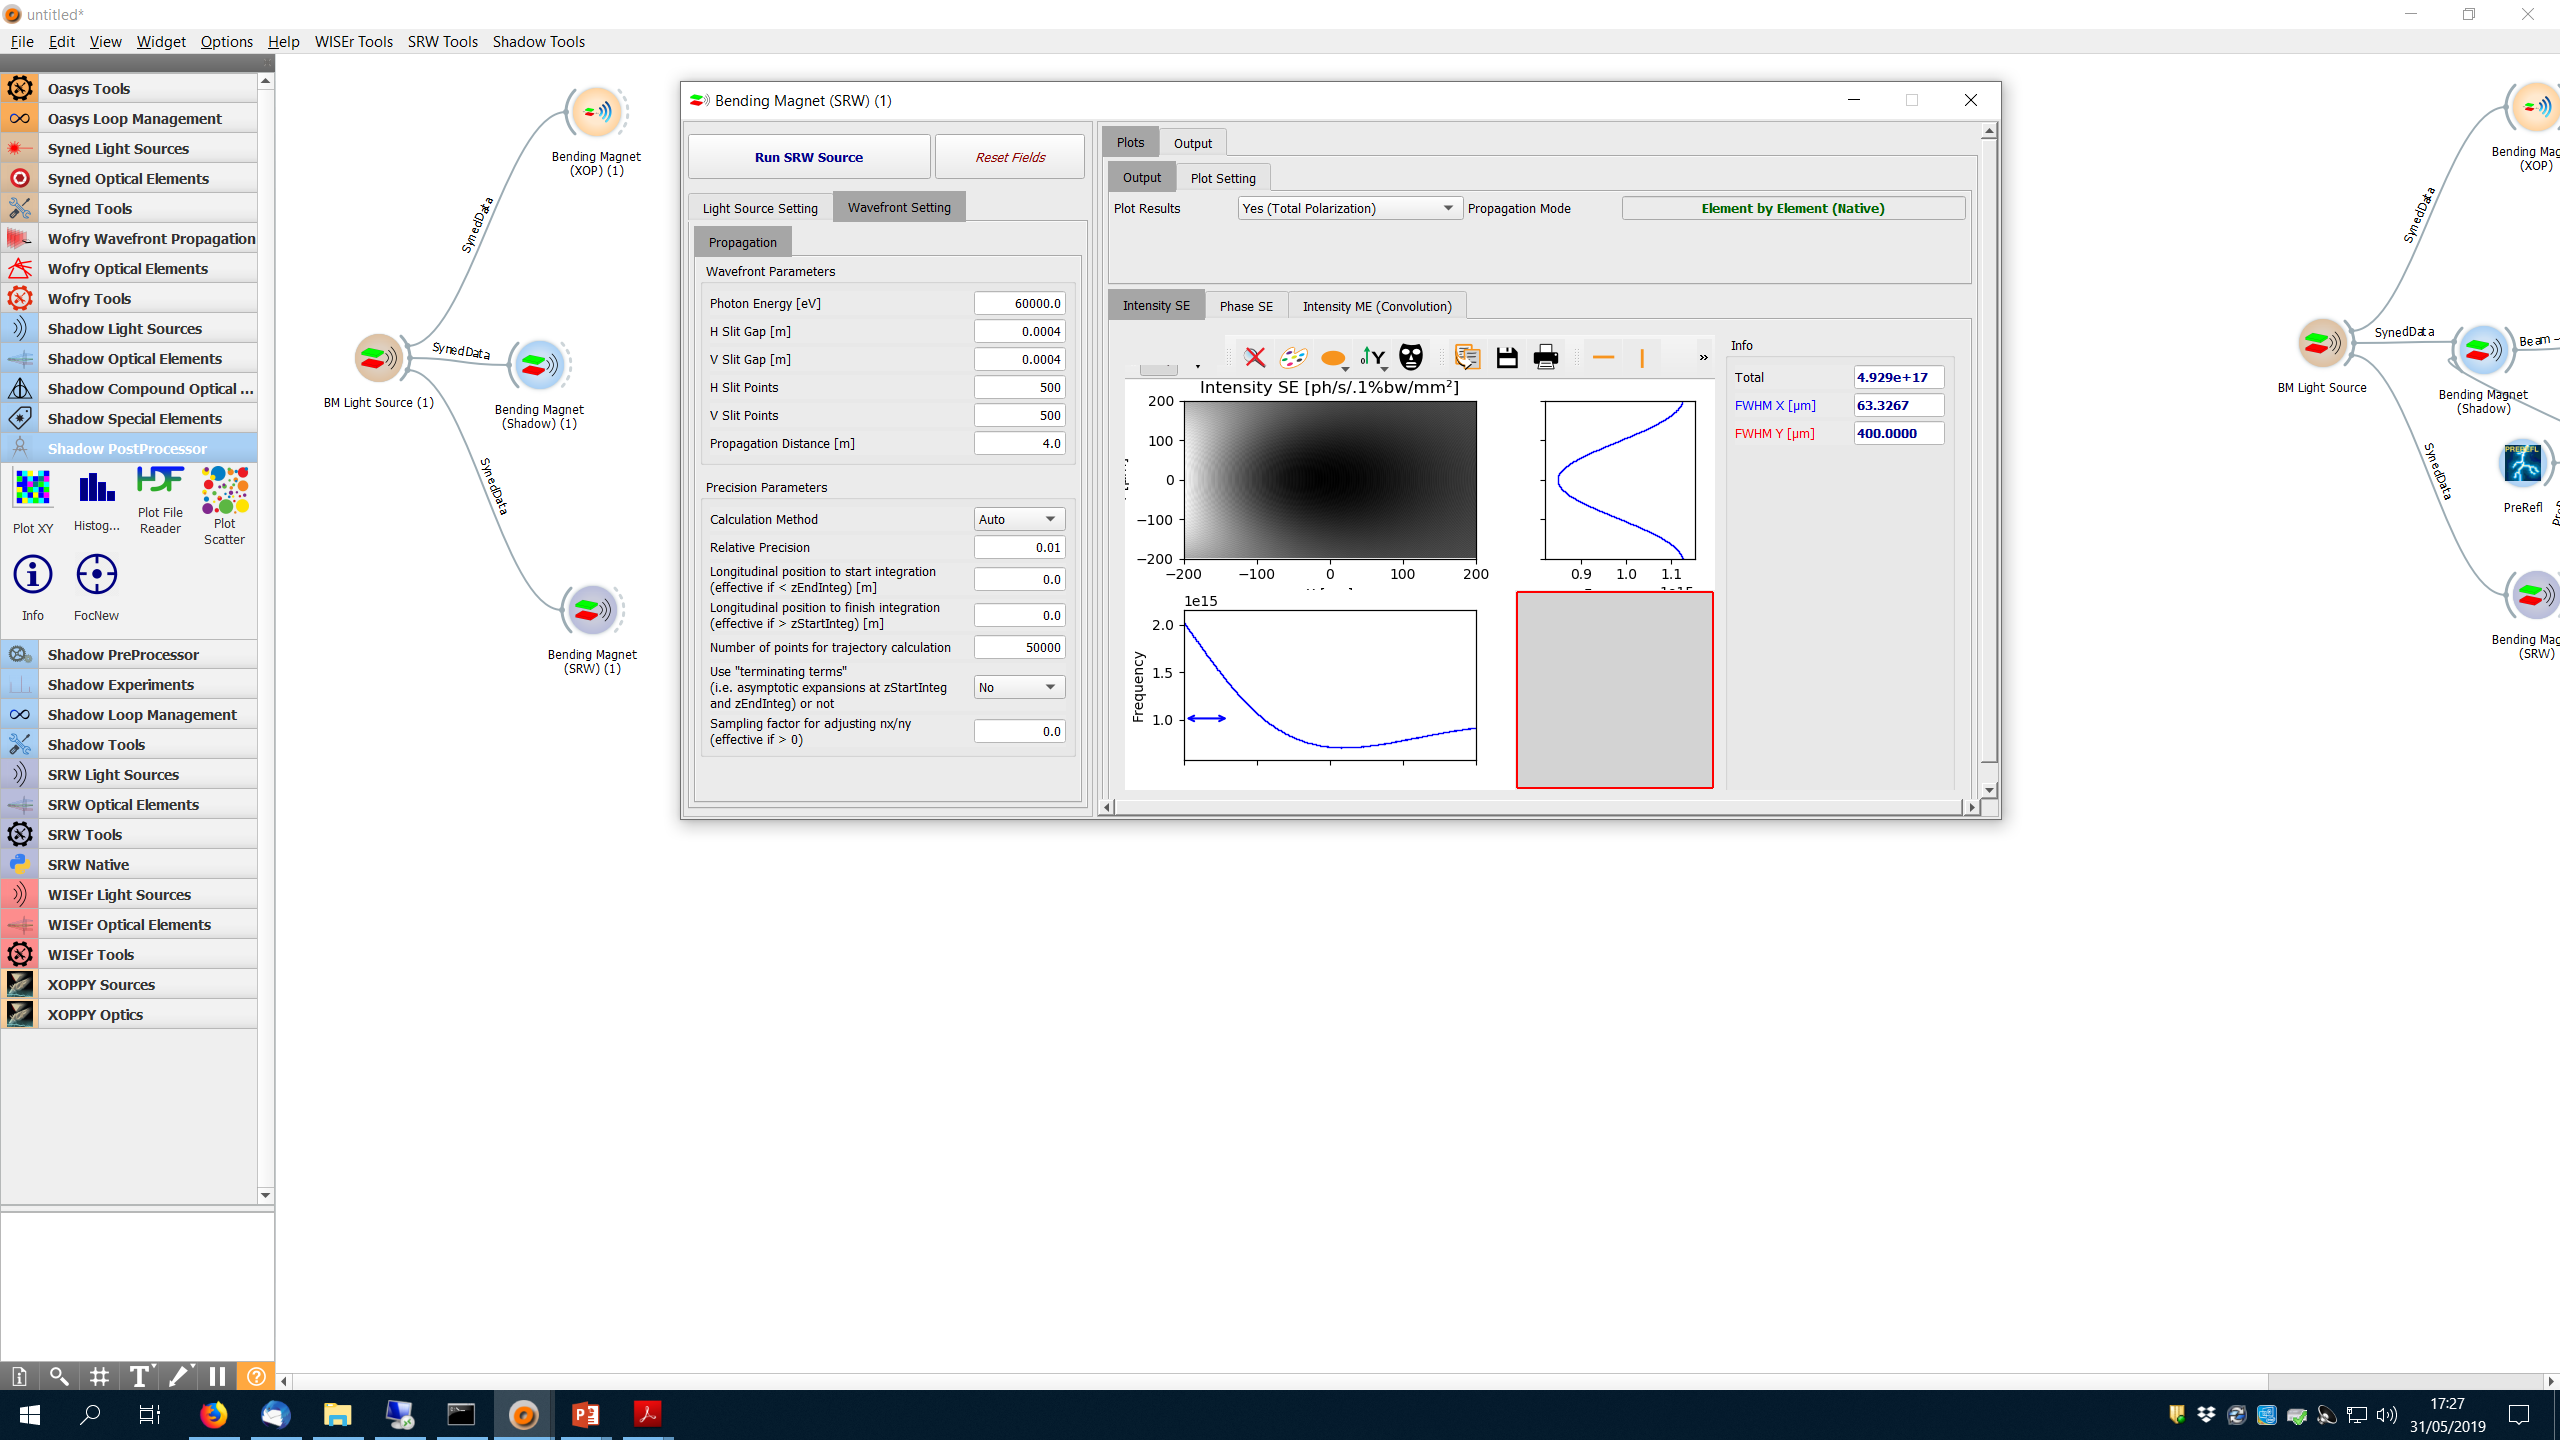 untitled*
File Edit View Widget Options Help WISEr Tools SRW Tools Shadow Tools
Oasys Tools
Oasys Loop Management
Syned Light Sources
Syned Optical Elements
Syned Tools
Wofry Wavefront Propagation
Wofry Optical Elements
Wofry Tools
Shadow Light Sources
Shadow Optical Elements
Shadow Compound Optical ...
Shadow Special Elements
Shadow PostProcessor
Plot XY
Histog...
Plot File
Reader
Plot
Scatter
Info
FocNew
Shadow PreProcessor
Shadow Experiments
Shadow Loop Management
Shadow Tools
SRW Light Sources
SRW Optical Elements
SRW Tools
SRW Native
WISEr Light Sources
WISEr Optical Elements
WISEr Tools
XOPPY Sources
XOPPY Optics
Bending Magnet
(XOP) (1)
SynedData
SynedData
SynedData
BM Light Source (1)
Bending Magnet
(Shadow) (1)
Bending Magnet
(SRW) (1)
Bending Magnet (SRW) (1)
Run SRW Source
Reset Fields
Light Source Setting
Wavefront Setting
Propagation
Wavefront Parameters
Photon Energy [eV] 60000.0
H Slit Gap [m] 0.0004
V Slit Gap [m] 0.0004
H Slit Points 500
V Slit Points 500
Propagation Distance [m] 4.0
Precision Parameters
Calculation Method Auto
Relative Precision 0.01
Longitudinal position to start integration
(effective if < zEndInteg) [m] 0.0
Longitudinal position to finish integration
(effective if > zStartInteg) [m] 0.0
Number of points for trajectory calculation 50000
Use "terminating terms"
(i.e. asymptotic expansions at zStartInteg No
and zEndInteg) or not
Sampling factor for adjusting nx/ny
(effective if > 0) 0.0
Plots Output
Output Plot Setting
Plot Results Yes (Total Polarization) Propagation Mode Element by Element (Native)
Intensity SE Phase SE Intensity ME (Convolution)
Y
»
Intensity SE [ph/s/.1%bw/mm²]
200
100
0
−100
−200
−200 −100 0 100 200
0.9 1.0 1.1
1e15
2.0
1.5
1.0
Frequency
Info
Total 4.929e+17
FWHM X [µm] 63.3267
FWHM Y [µm] 400.0000
Bending Mag
(XOP)
SynedData
SynedData
SynedData
BM Light Source
Bending Magnet
(Shadow)
Beam
PREREFL
PreRefl
Bending Mag
(SRW)
17:27
31/05/2019